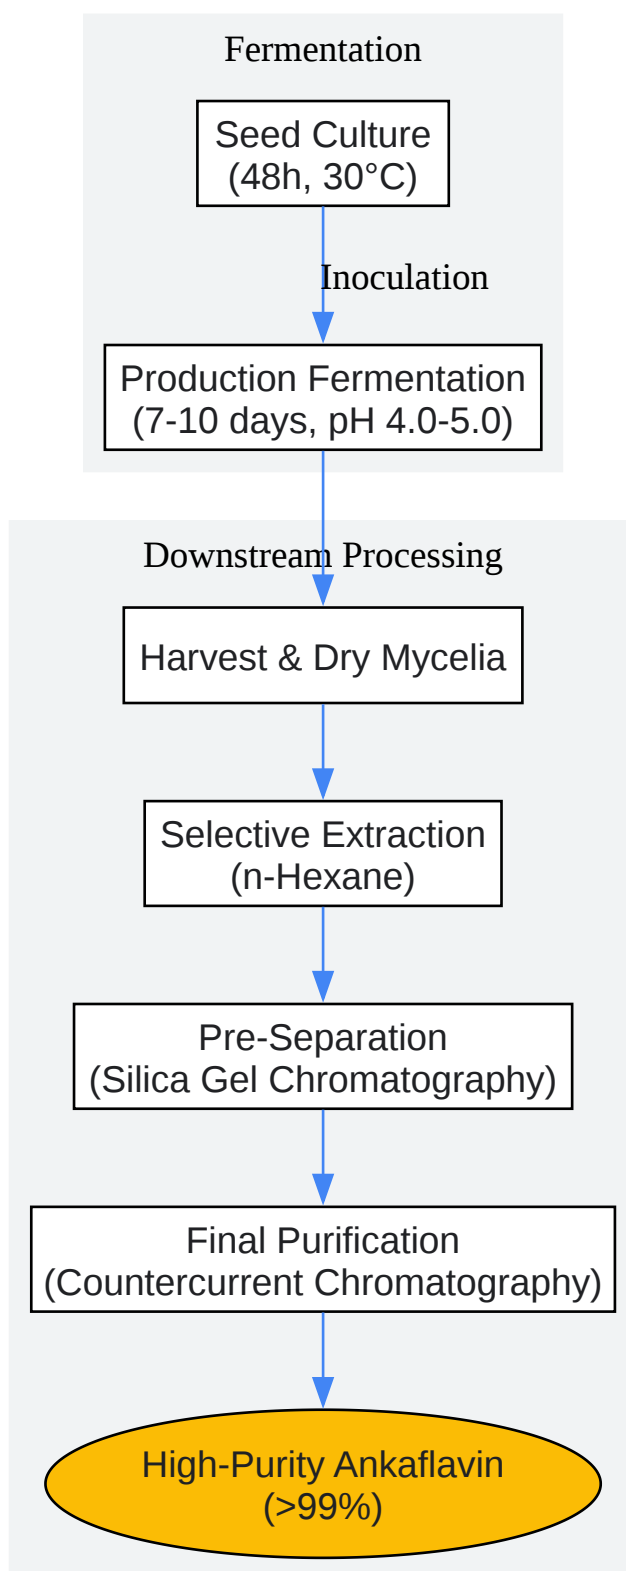 Fermentation
Seed Culture
(48h, 30°C)
Inoculation
Production Fermentation
(7-10 days, pH 4.0-5.0)
Downstream Processing
Harvest & Dry Mycelia
Selective Extraction
(n-Hexane)
Pre-Separation
(Silica Gel Chromatography)
Final Purification
(Countercurrent Chromatography)
High-Purity Ankaflavin
(>99%)